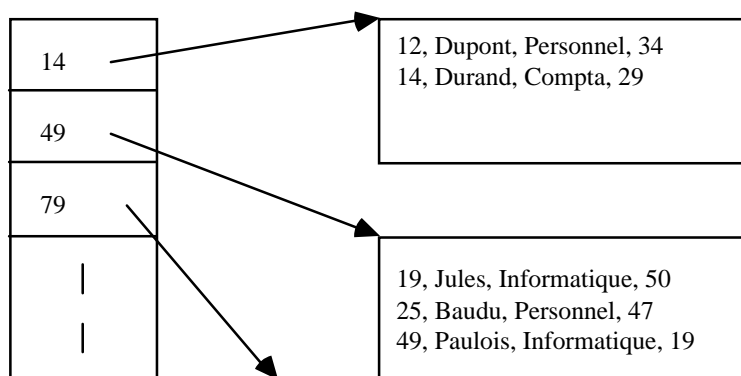 14
49
79
12, Dupont, Personnel, 34
14, Durand, Compta, 29
19, Jules, Informatique, 50
25, Baudu, Personnel, 47
49, Paulois, Informatique, 19